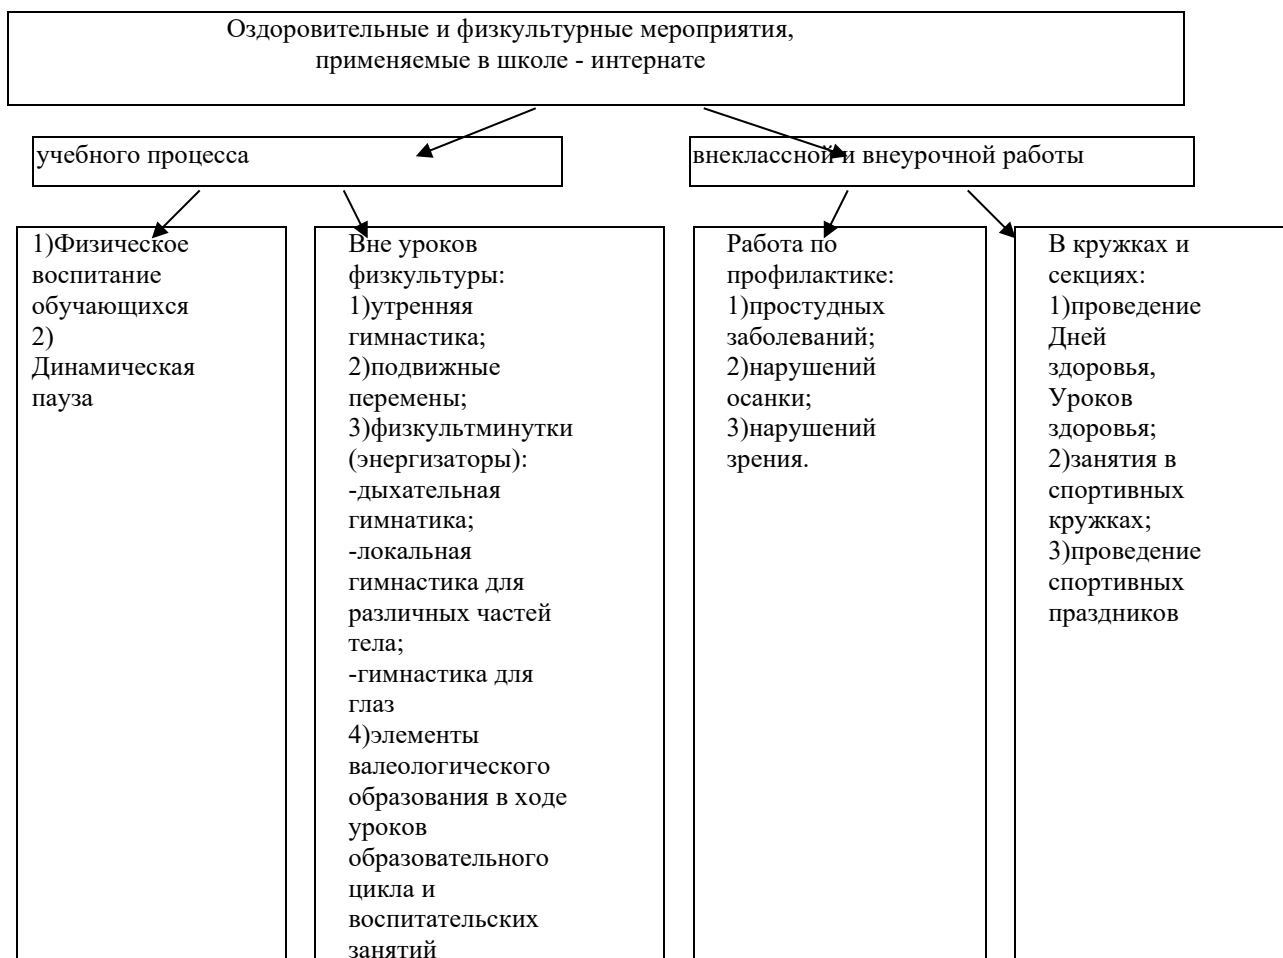 Оздоровительные и физкультурные мероприятия,
применяемые в школе - интернате
учебного процесса
внеклассной и внеурочной работы
1)Физическое
воспитание
обучающихся
2)
Динамическая
пауза
Вне уроков
физкультуры:
1)утренняя
гимнастика;
2)подвижные
перемены;
3)физкультминутки
(энергизаторы):
-дыхательная
гимнатика;
-локальная
гимнастика для
различных частей
тела;
-гимнастика для
глаз
4)элементы
валеологического
образования в ходе
уроков
образовательного
цикла и
воспитательских
занятий
Работа по
профилактике:
1)простудных
заболеваний;
2)нарушений
осанки;
3)нарушений
зрения.
В кружках и
секциях:
1)проведение
Дней
здоровья,
Уроков
здоровья;
2)занятия в
спортивных
кружках;
3)проведение
спортивных
праздников